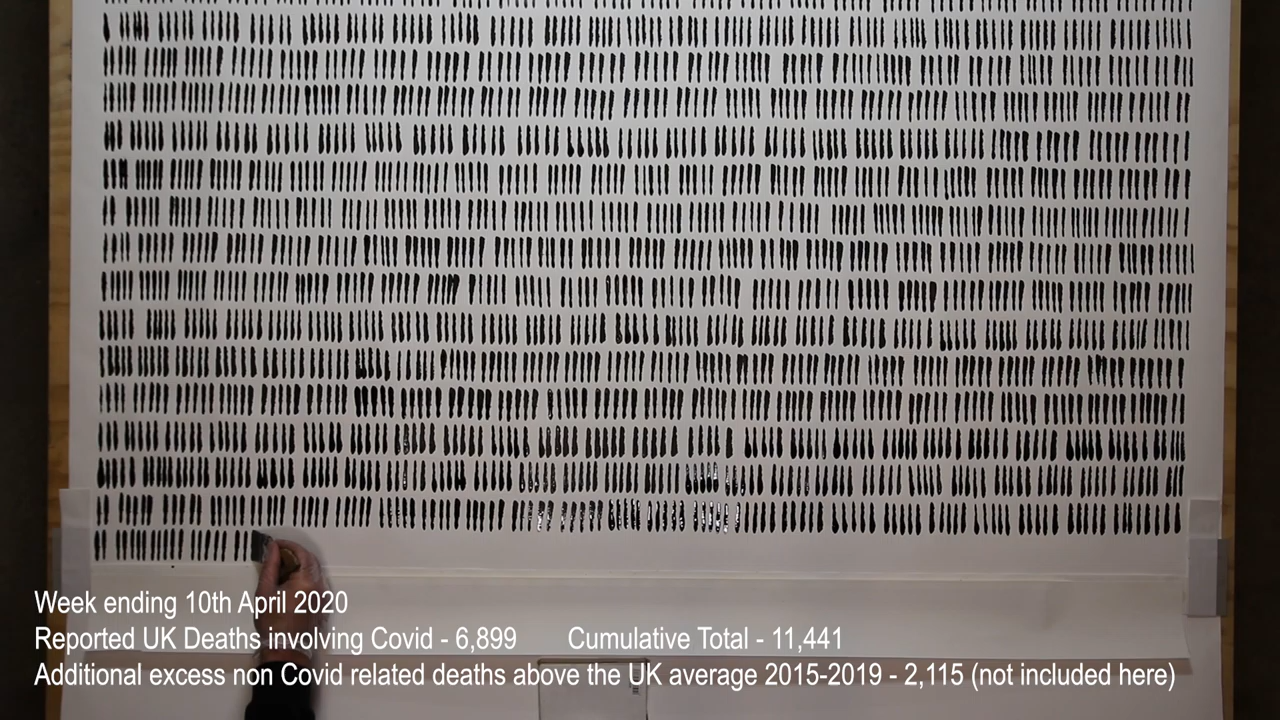 Week ending 10th April 2020
Reported UK Deaths involving Covid - 6,899 Cumulative Total - 11,441
Additional excess non Covid related deaths above the UK average 2015-2019 - 2,115 (not included here)